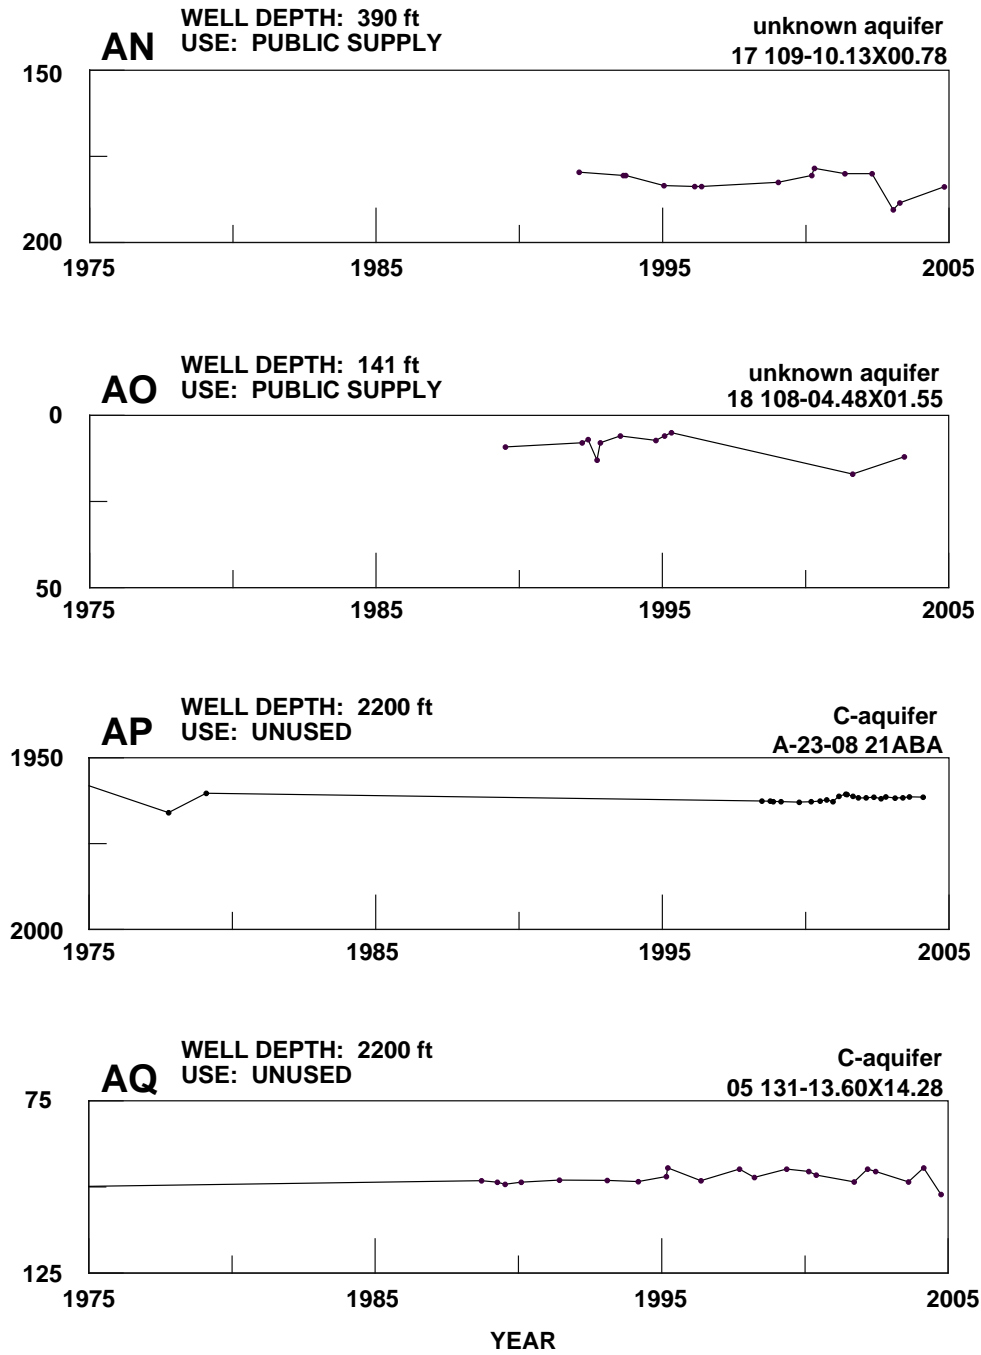 WELL DEPTH: 390 ft
AN USE: PUBLIC SUPPLY
unknown aquifer
17 109-10.13X00.78
150
200
1975 1985 1995 2005
WELL DEPTH: 141 ft
AO USE: PUBLIC SUPPLY
unknown aquifer
18 108-04.48X01.55
0
50
1975 1985 1995 2005
WELL DEPTH: 2200 ft
AP USE: UNUSED
C-aquifer
A-23-08 21ABA
1950
2000
1975 1985 1995 2005
WELL DEPTH: 2200 ft
AQ USE: UNUSED
C-aquifer
05 131-13.60X14.28
75
125
1975 1985 1995 2005
YEAR